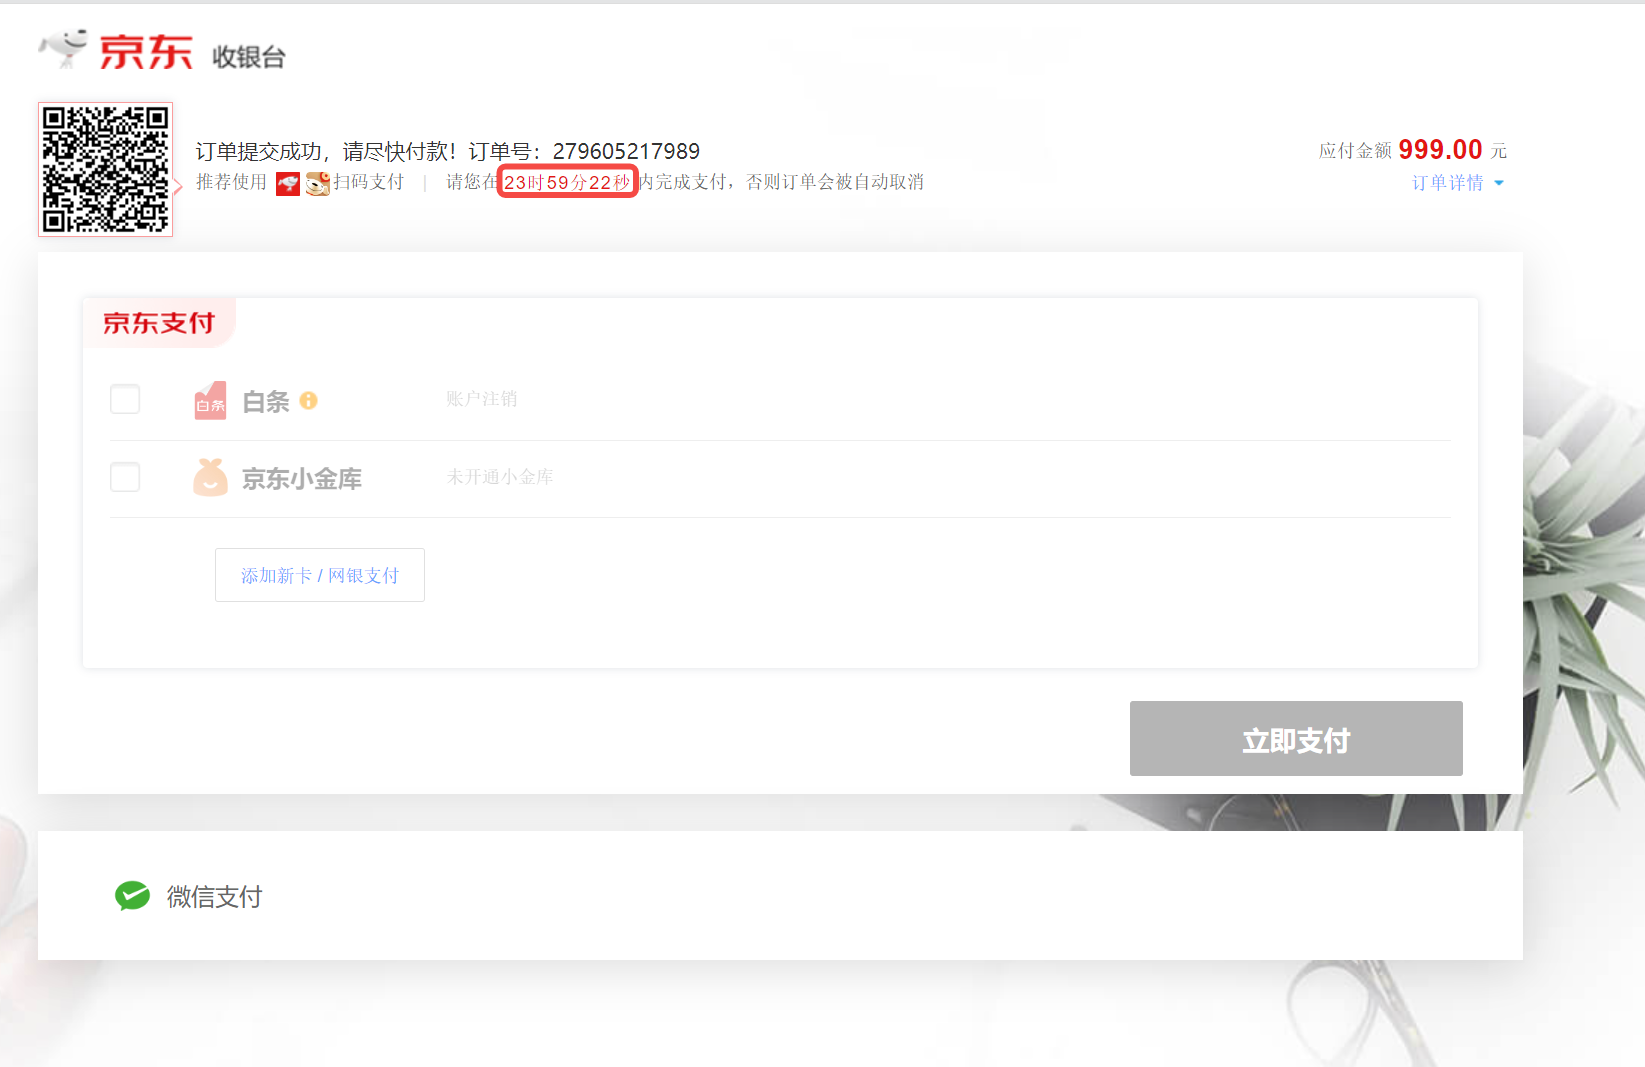 京东 收银台
订单提交成功，请尽快付款！订单号：279605217989
应付金额 999.00 元
推荐使用 扫码支付 | 请您在23时59分22秒内完成支付，否则订单会被自动取消
订单详情
京东支付
白条 白条 账户注销
京东小金库 未开通小金库
添加新卡 / 网银支付
立即支付
微信支付